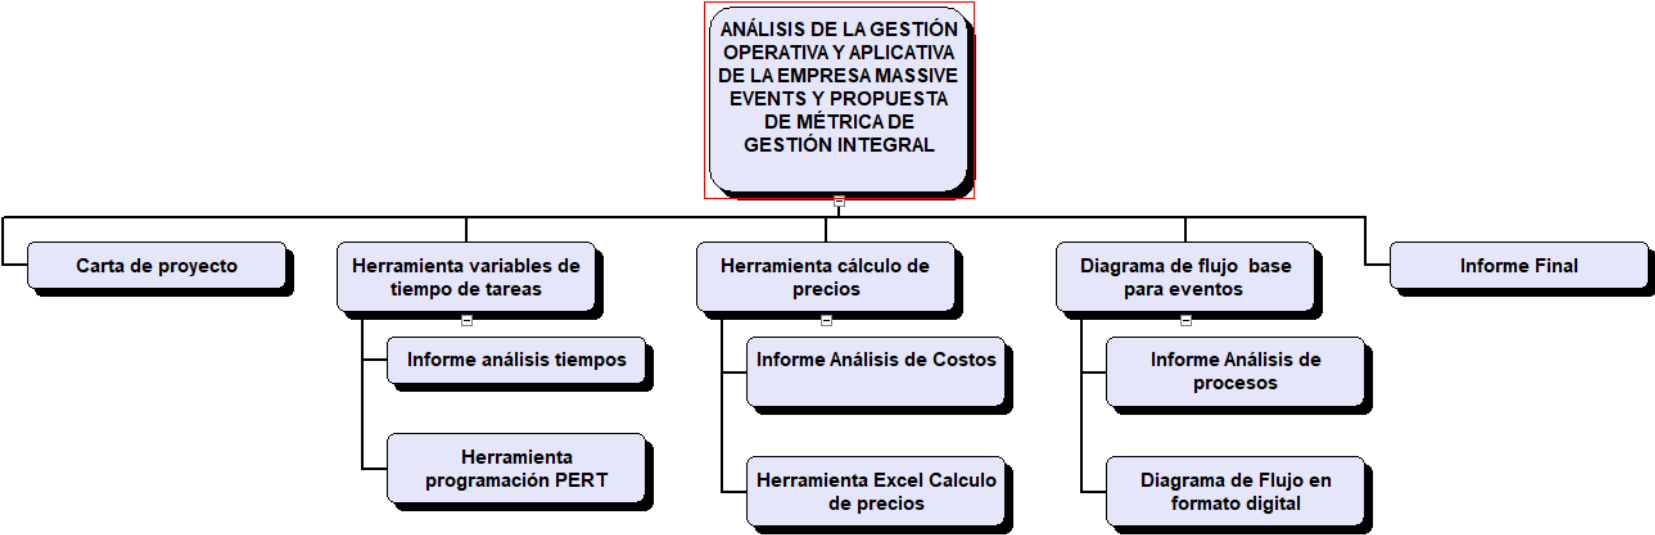 ANÁLISIS DE LA GESTIÓN
OPERATIVA Y APLICATIVA
DE LA EMPRESA MASSIVE
EVENTS Y PROPUESTA
DE MÉTRICA DE
GESTIÓN INTEGRAL
Carta de proyecto
Herramienta variables de
tiempo de tareas
Informe análisis tiempos
Herramienta
programación PERT
Herramienta cálculo de
precios
Informe Análisis de Costos
Herramienta Excel Calculo
de precios
Diagrama de flujo  base
para eventos
Informe Análisis de
procesos
Diagrama de Flujo en
formato digital
Informe Final